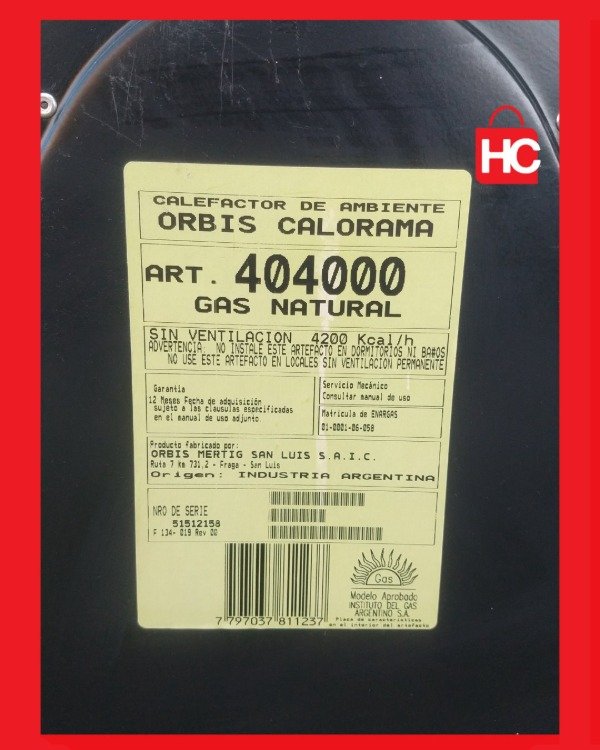 HC
CALEFACTOR DE AMBIENTE
ORBIS CALORAMA
ART. 404000
GAS NATURAL
SIN VENTILACION 4200 Kcal/h
ADVERTENCIA NO INSTALE ESTE ARTEFACTO EN DORMITORIOS NI BA#OS
NO USE ESTE ARTEFACTO EN LOCALES SIN VENTILACION PERMANENTE
Garantia
12 Meses Fecha de adquisición
sujeto a las clausulas especificadas
en el manual de uso adjunto.
Servicio Mecánico
Consultar manual de uso
Matricula de ENARGAS
01-0001-06-058
Producto fabricado por:
ORBIS MERTIG SAN LUIS S.A.I.C.
Ruta 7 km 731,2 - Fraga - San Luis
Origen: INDUSTRIA ARGENTINA
NRO DE SERIE
51512158
F 134- 019 Rev 00
7 797037 811237
Gas
Modelo Aprobado
INSTITUTO DEL GAS
ARGENTINO S.A.
Placa de características
en el interior del artefacto